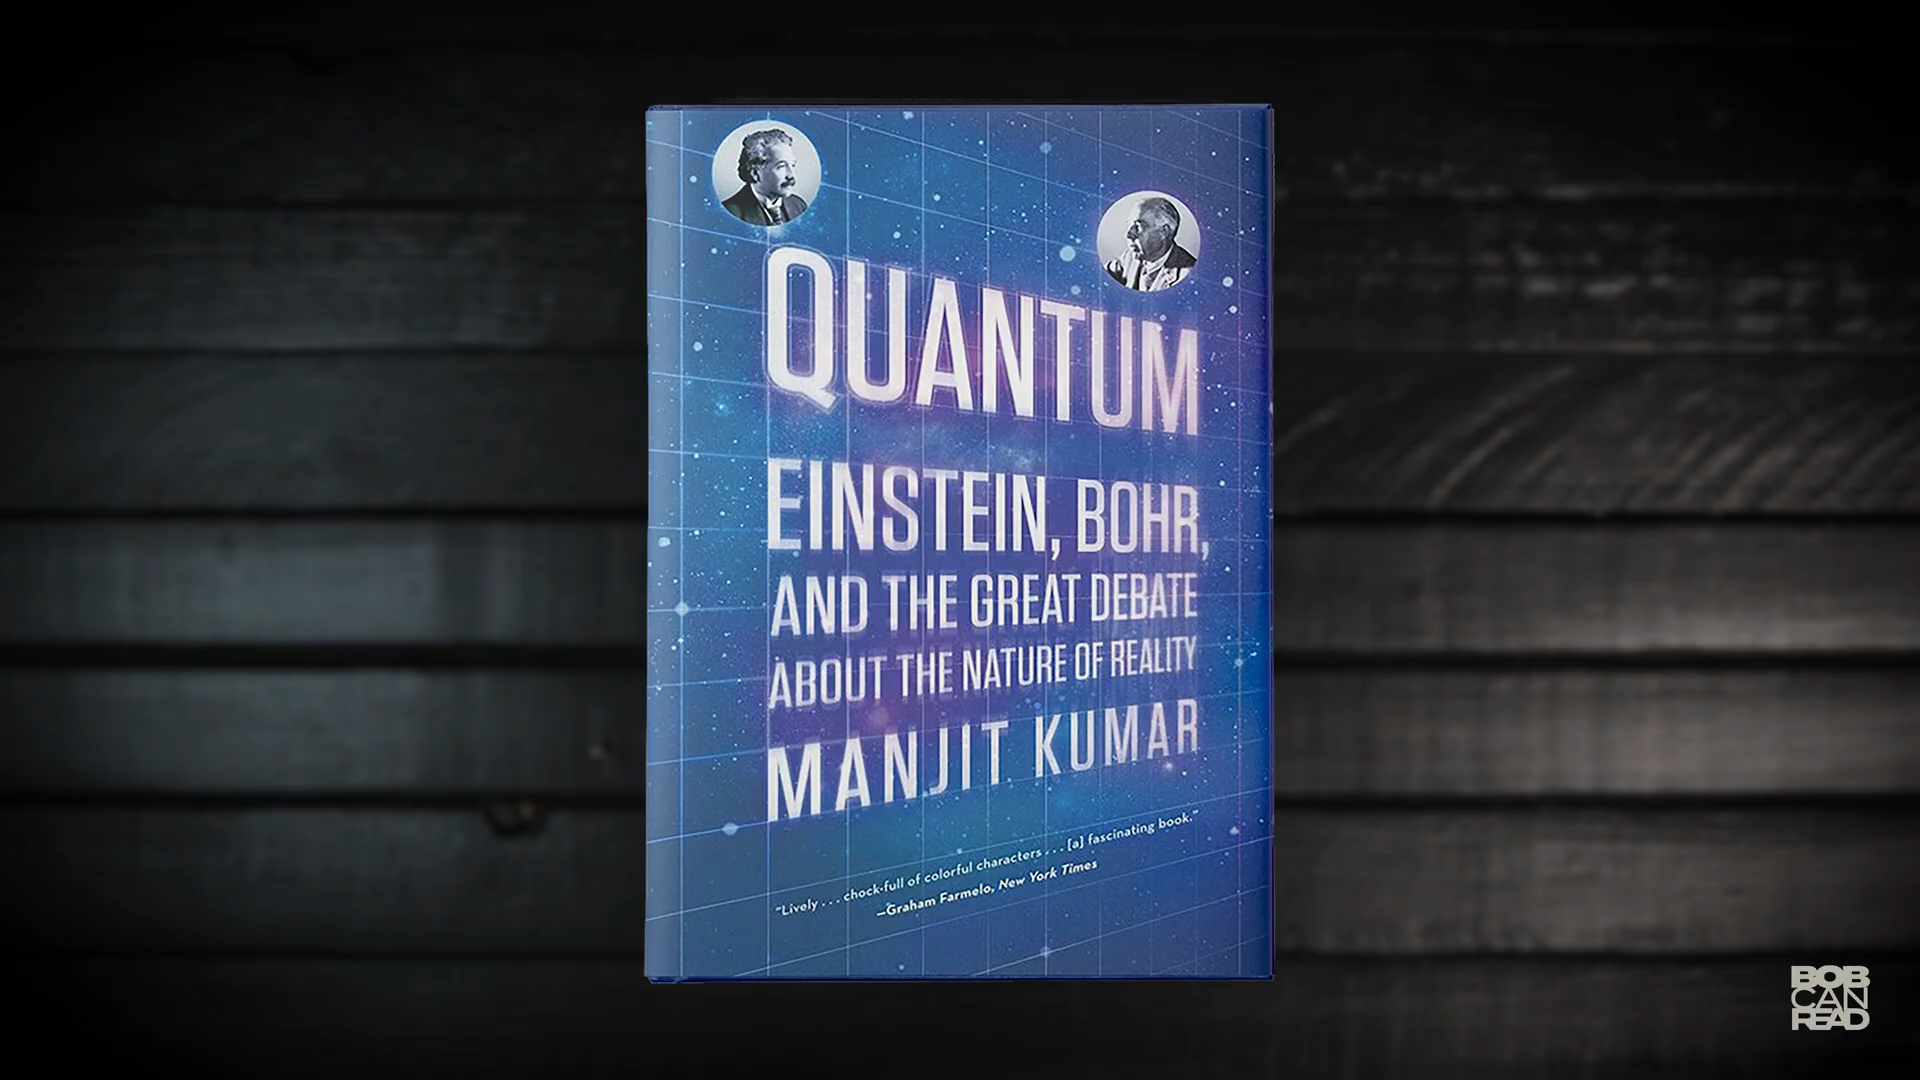 QUANTUM
EINSTEIN, BOHR,
AND THE GREAT DEBATE
ABOUT THE NATURE OF REALITY
MANJIT KUMAR
"Lively . . . chock-full of colorful characters . . . [a] fascinating book."
—Graham Farmelo, New York Times
BOB
CAN
READ